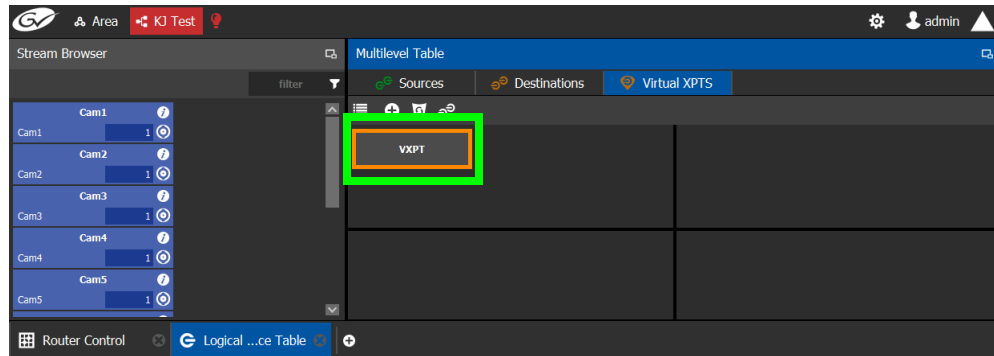 GV Area KJ Test admin
Stream Browser
Multilevel Table
filter
Sources Destinations Virtual XPTS
Cam1
Cam1 1
Cam2
Cam2 1
Cam3
Cam3 1
Cam4
Cam4 1
Cam5
Cam5 1
VXPT
Router Control Logical ...ce Table